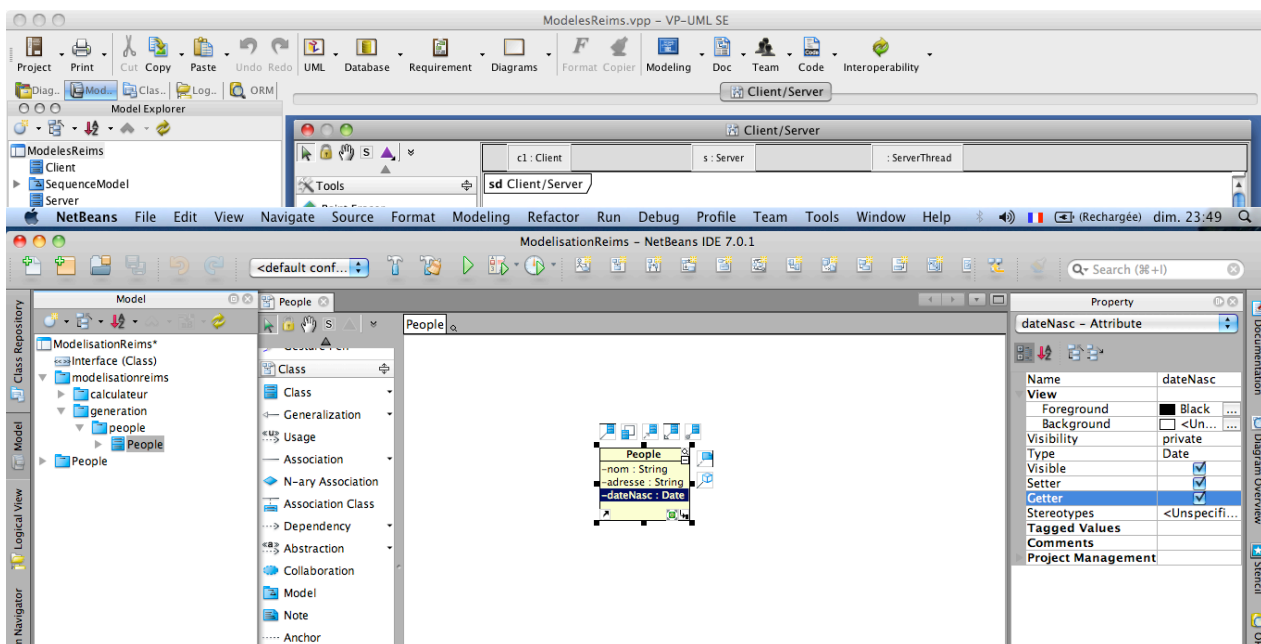 ModelesReims.vpp – VP-UML SE
Project Print Cut Copy Paste Undo Redo UML Database Requirement Diagrams Format Copier Modeling Doc Team Code Interoperability
Diag.. Mod.. Clas.. Log.. ORM
Client/Server
Model Explorer
Client/Server
ModelesReims
Client
SequenceModel
Server
S
c1 : Client
s : Server
: ServerThread
Tools
sd Client/Server
NetBeans File Edit View Navigate Source Format Modeling Refactor Run Debug Profile Team Tools Window Help (Rechargée) dim. 23:49
ModelisationReims – NetBeans IDE 7.0.1
<default conf...
Search (⌘+I)
Class Repository
Model
Logical View
Model
ModelisationReims*
Interface (Class)
modelisationreims
calculateur
generation
people
People
People
People
S
People
Class
Class
Generalization
Usage
Association
N-ary Association
Association Class
Dependency
Abstraction
Collaboration
Model
Note
Anchor
People
-nom : String
-adresse : String
-dateNasc : Date
Property
dateNasc – Attribute
Name dateNasc
View
Foreground Black ...
Background <Un... ...
Visibility private
Type Date
Visible
Setter
Getter
Stereotypes <Unspecifi...
Tagged Values
Comments
Project Management
Documentation
Diagram Overview
Stencil